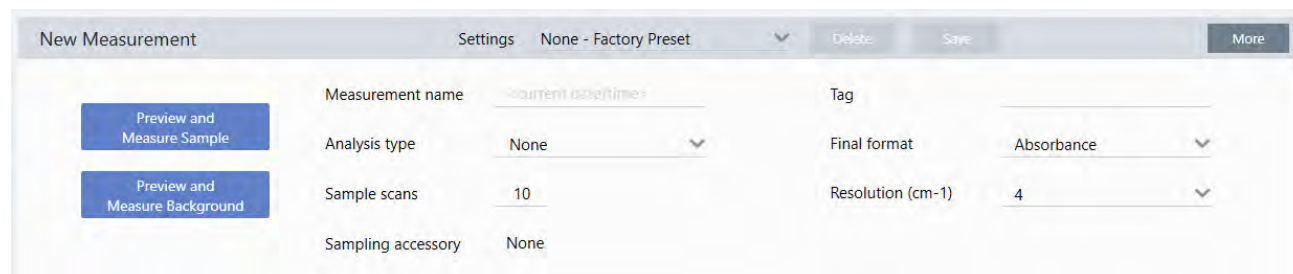 New Measurement Settings None - Factory Preset Delete Save More
Measurement name <current date/time> Tag
Preview and
Measure Sample
Analysis type None Final format Absorbance
Preview and
Measure Background
Sample scans 10 Resolution (cm-1) 4
Sampling accessory None